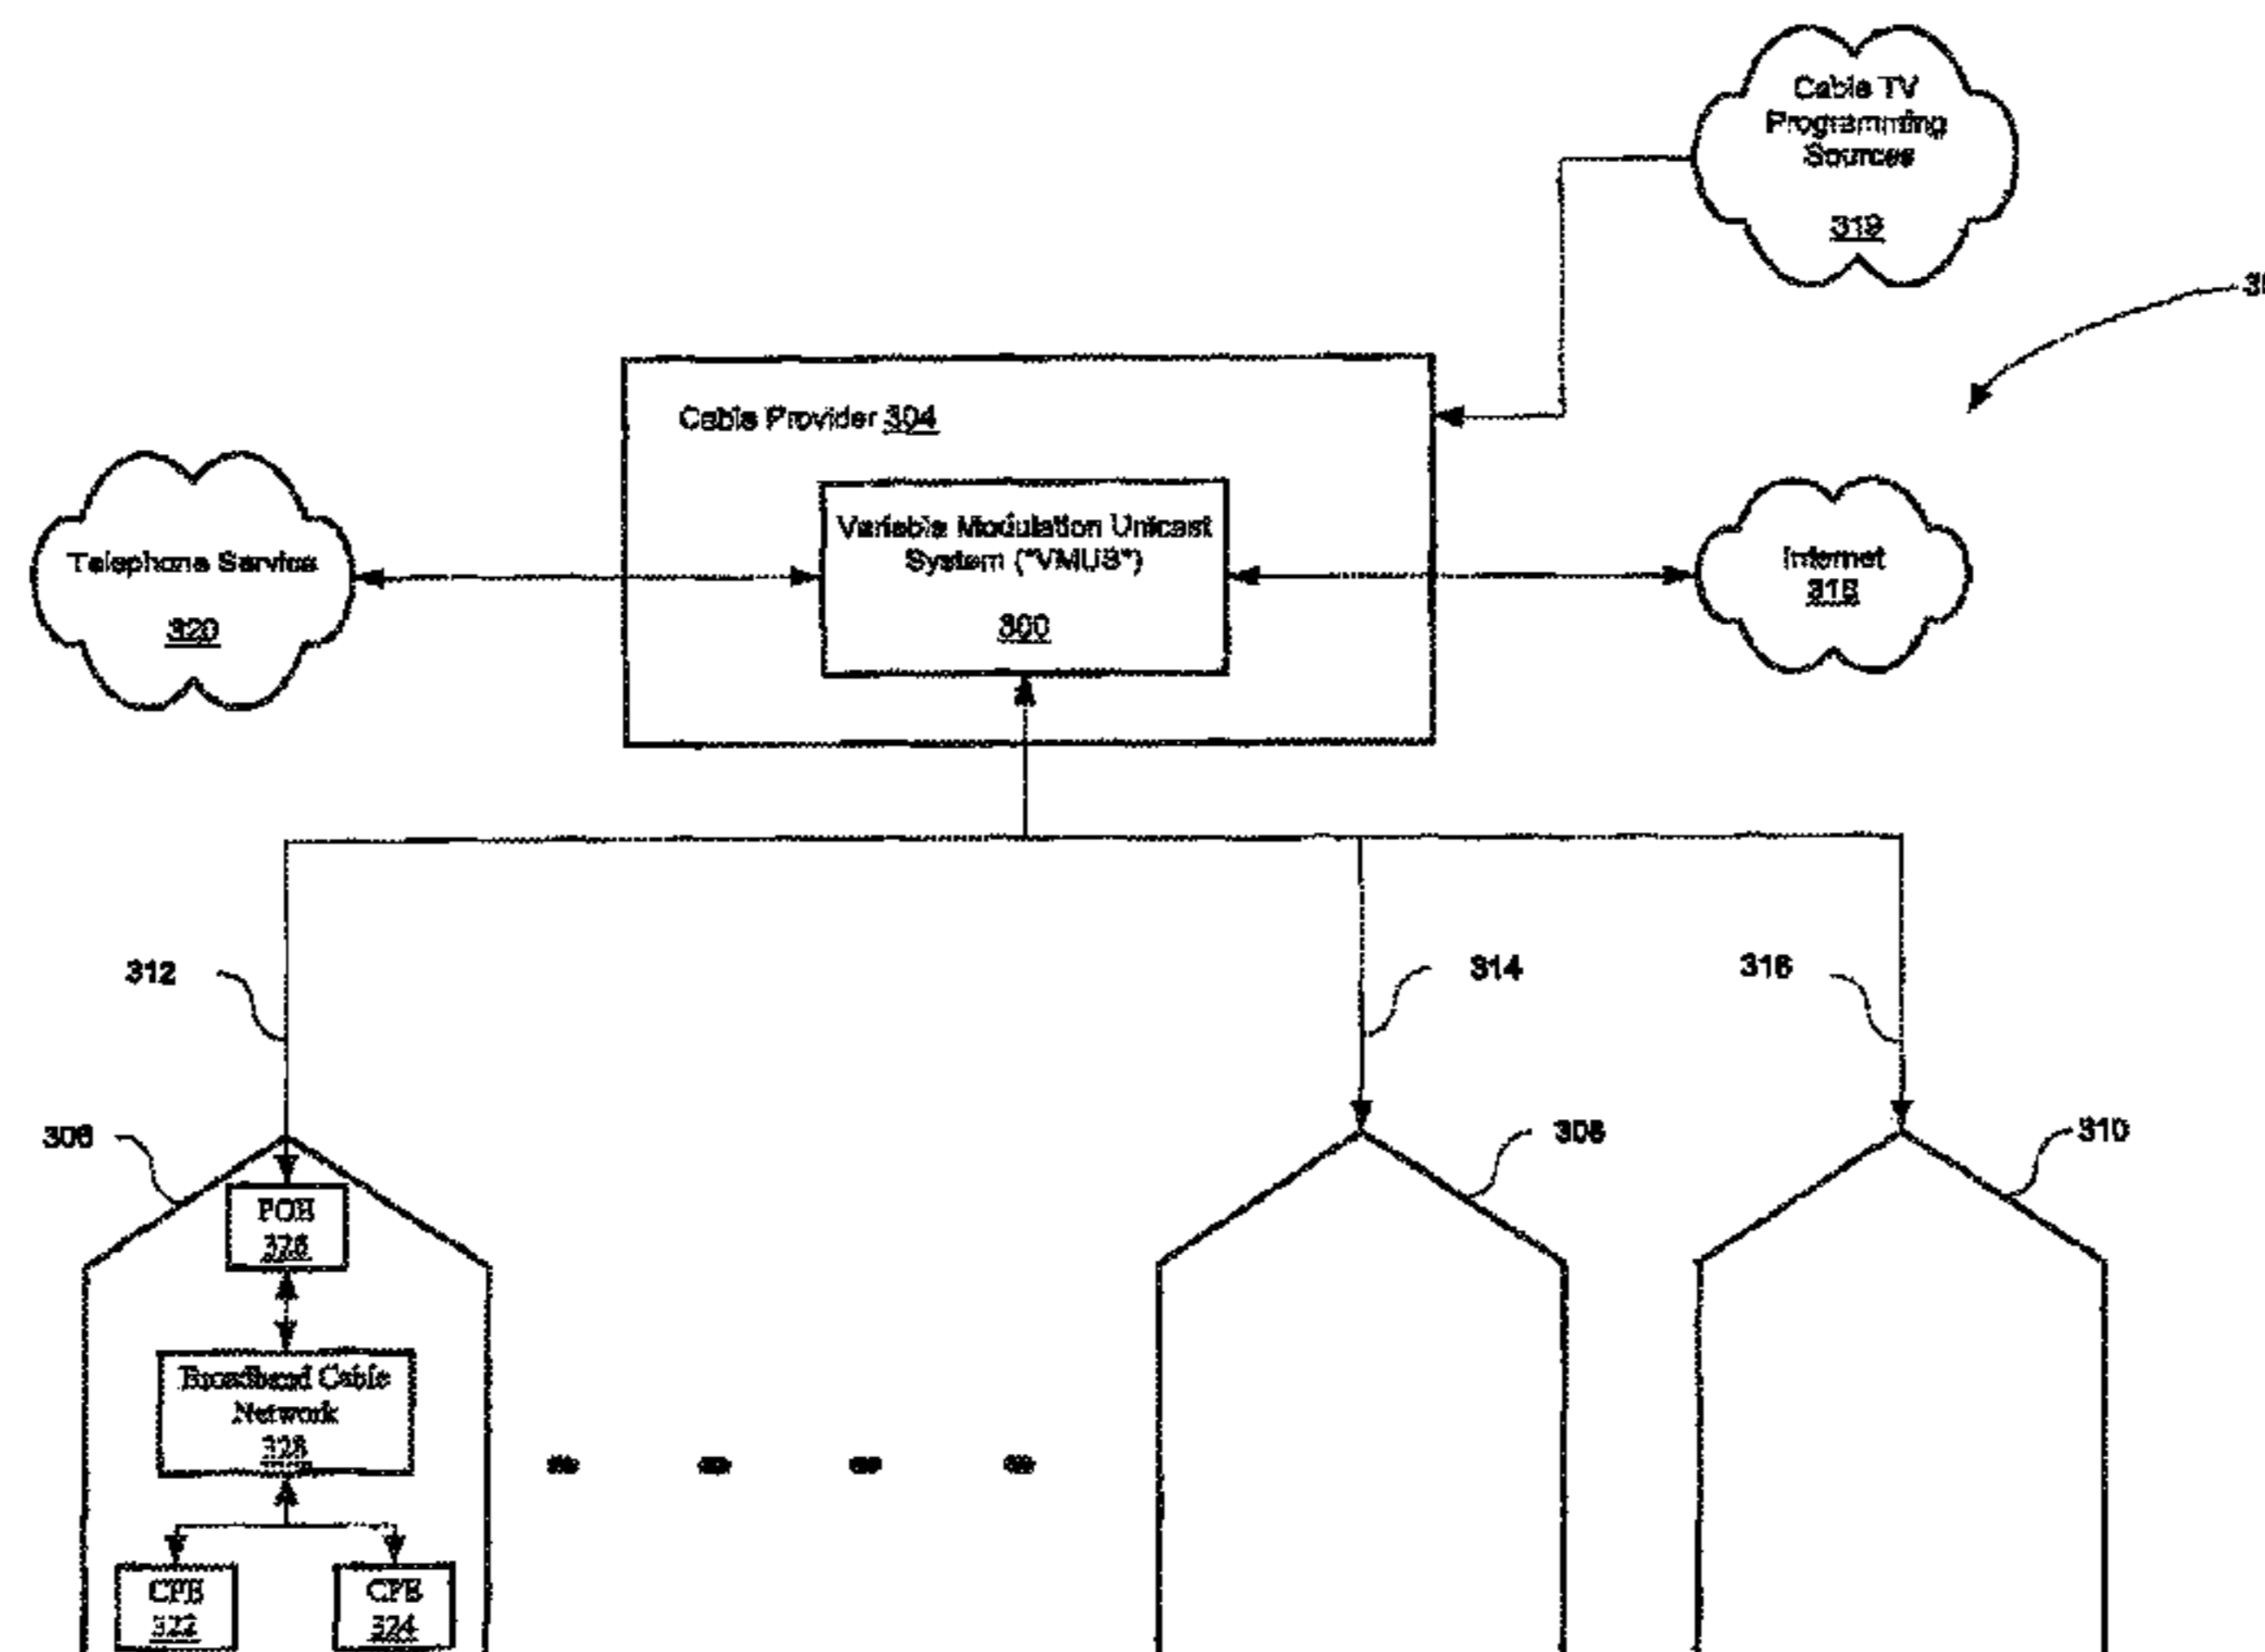 Cable TV
Programming
Sources
319
Cable Provider 304
Variable Modulation Unicast
System ("VMUS")
300
Telephone Service
320
Internet
318
312
314
316
306
308
310
POE
326
Broadband Cable
Network
328
CPE
322
CPE
324